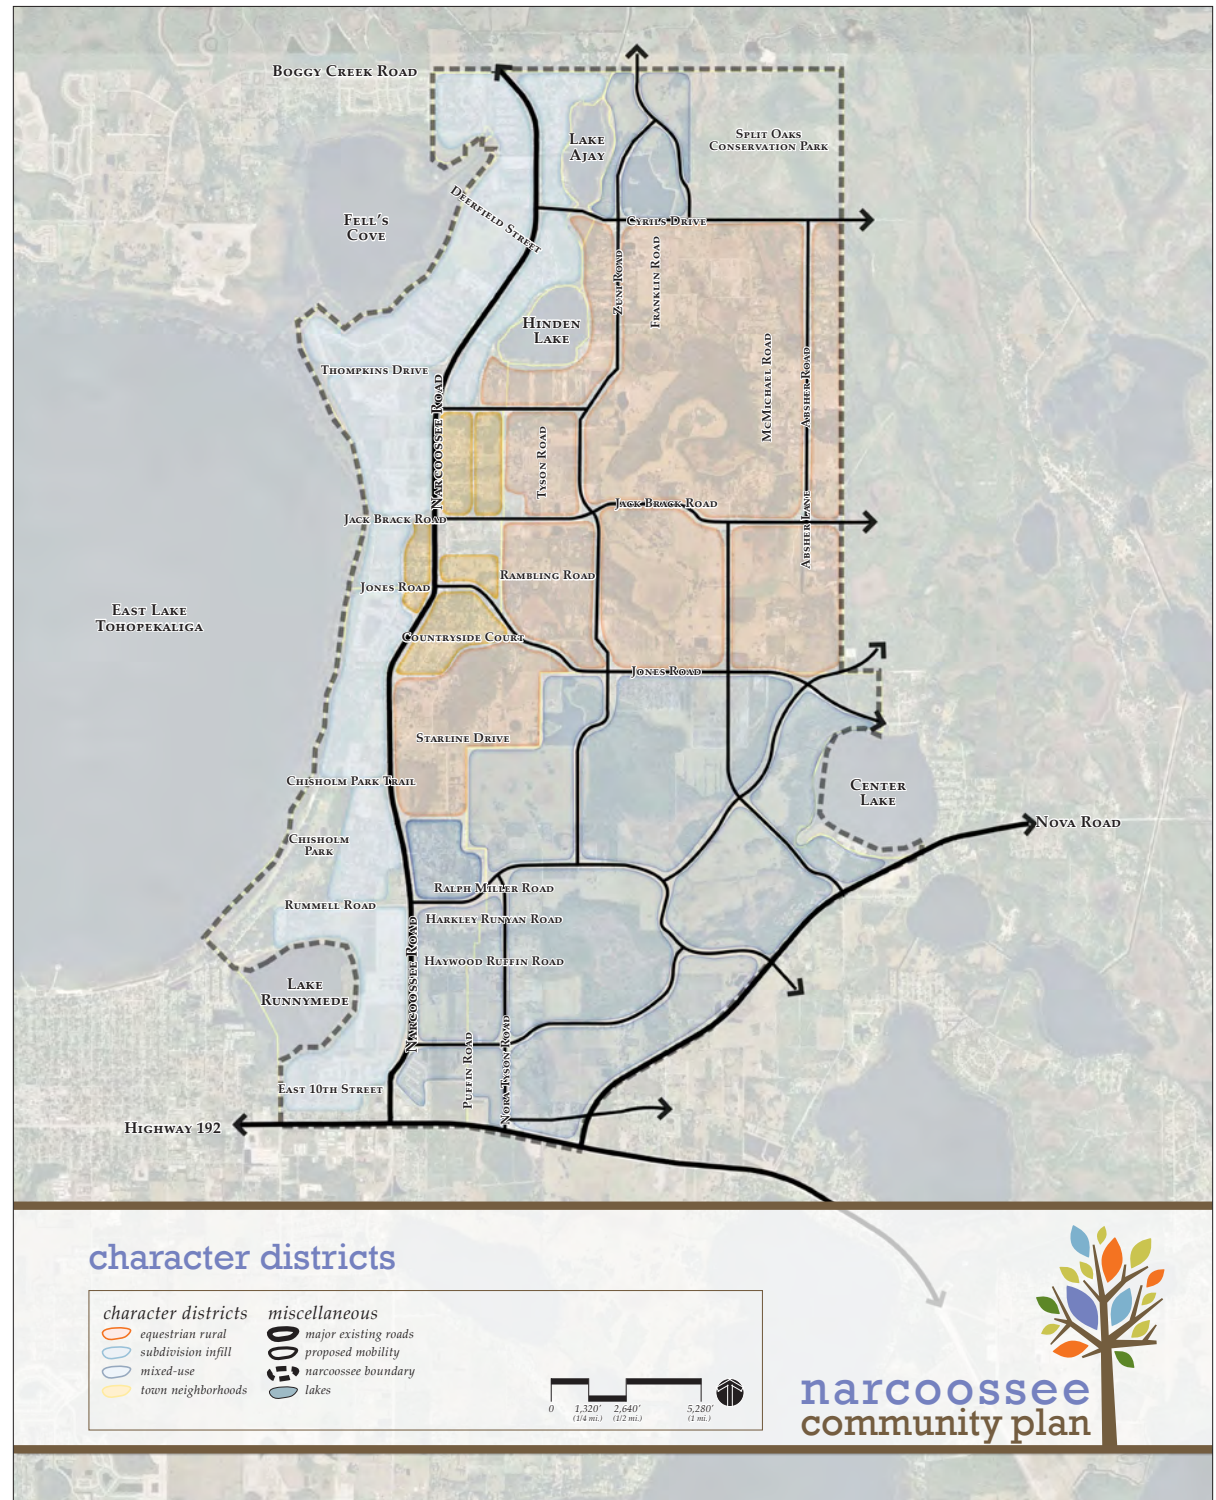 Boggy Creek Road
Split Oaks
Conservation Park
Lake
Ajay
Deerfield Street
Fell's
Cove
Cyrils Drive
Zuni Road
Franklin Road
Hinden
Lake
Thompkins Drive
McMichael Road
Absher Road
Narcoossee Road
Tyson Road
Jack Brack Road
Jack Brack Road
Absher Lane
Rambling Road
Jones Road
East Lake
Tohopekaliga
Countryside Court
Jones Road
Starline Drive
Chisholm Park Trail
Center
Lake
Nova Road
Chisholm
Park
Ralph Miller Road
Rummell Road
Harkley Runyan Road
Narcoossee Road
Haywood Ruffin Road
Lake
Runnymede
Puffin Road
Nora Tyson Road
East 10th Street
Highway 192
character districts
character districts
equestrian rural
subdivision infill
mixed-use
town neighborhoods
miscellaneous
major existing roads
proposed mobility
narcoossee boundary
lakes
0 1,320' 2,640' 5,280'
(1/4 mi.) (1/2 mi.) (1 mi.)
narcoossee
community plan